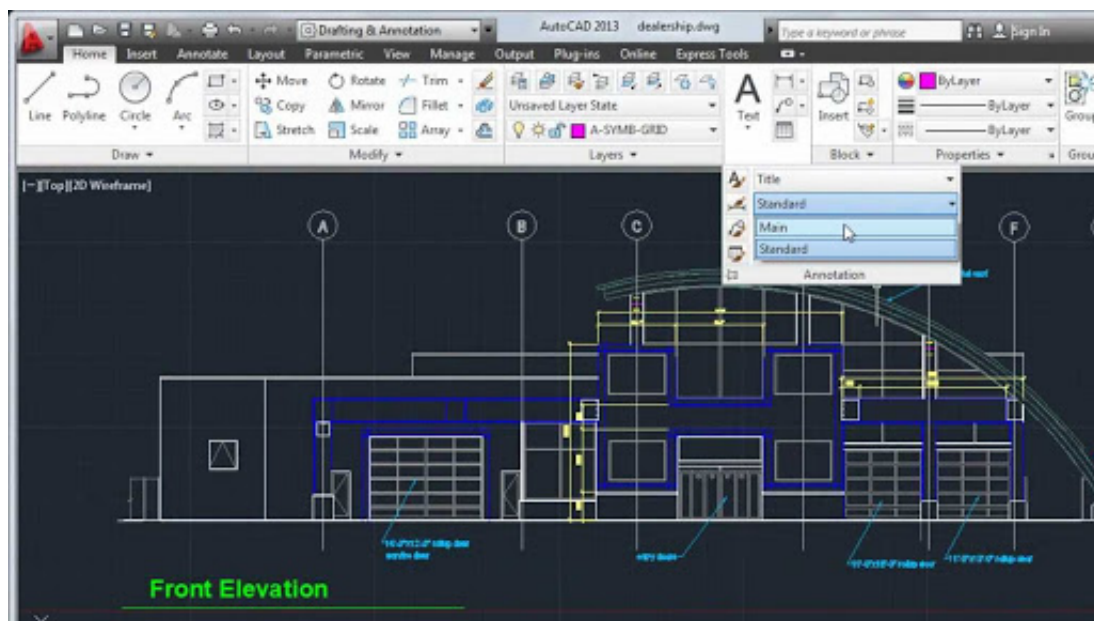 Drafting & Annotation AutoCAD 2013 dealership.dwg Type a keyword or phrase Sign In
Home Insert Annotate Layout Parametric View Manage Output Plug-ins Online Express Tools
Line Polyline Circle Arc
Move Rotate Trim
Copy Mirror Fillet
Stretch Scale Array
Unsaved Layer State
A-SYMB-GRID
Text
Insert
ByLayer
ByLayer
ByLayer
Draw Modify Layers Block Properties
[-][Top][2D Wireframe]
Title
Standard
Main
Standard
Annotation
A B C F
Front Elevation